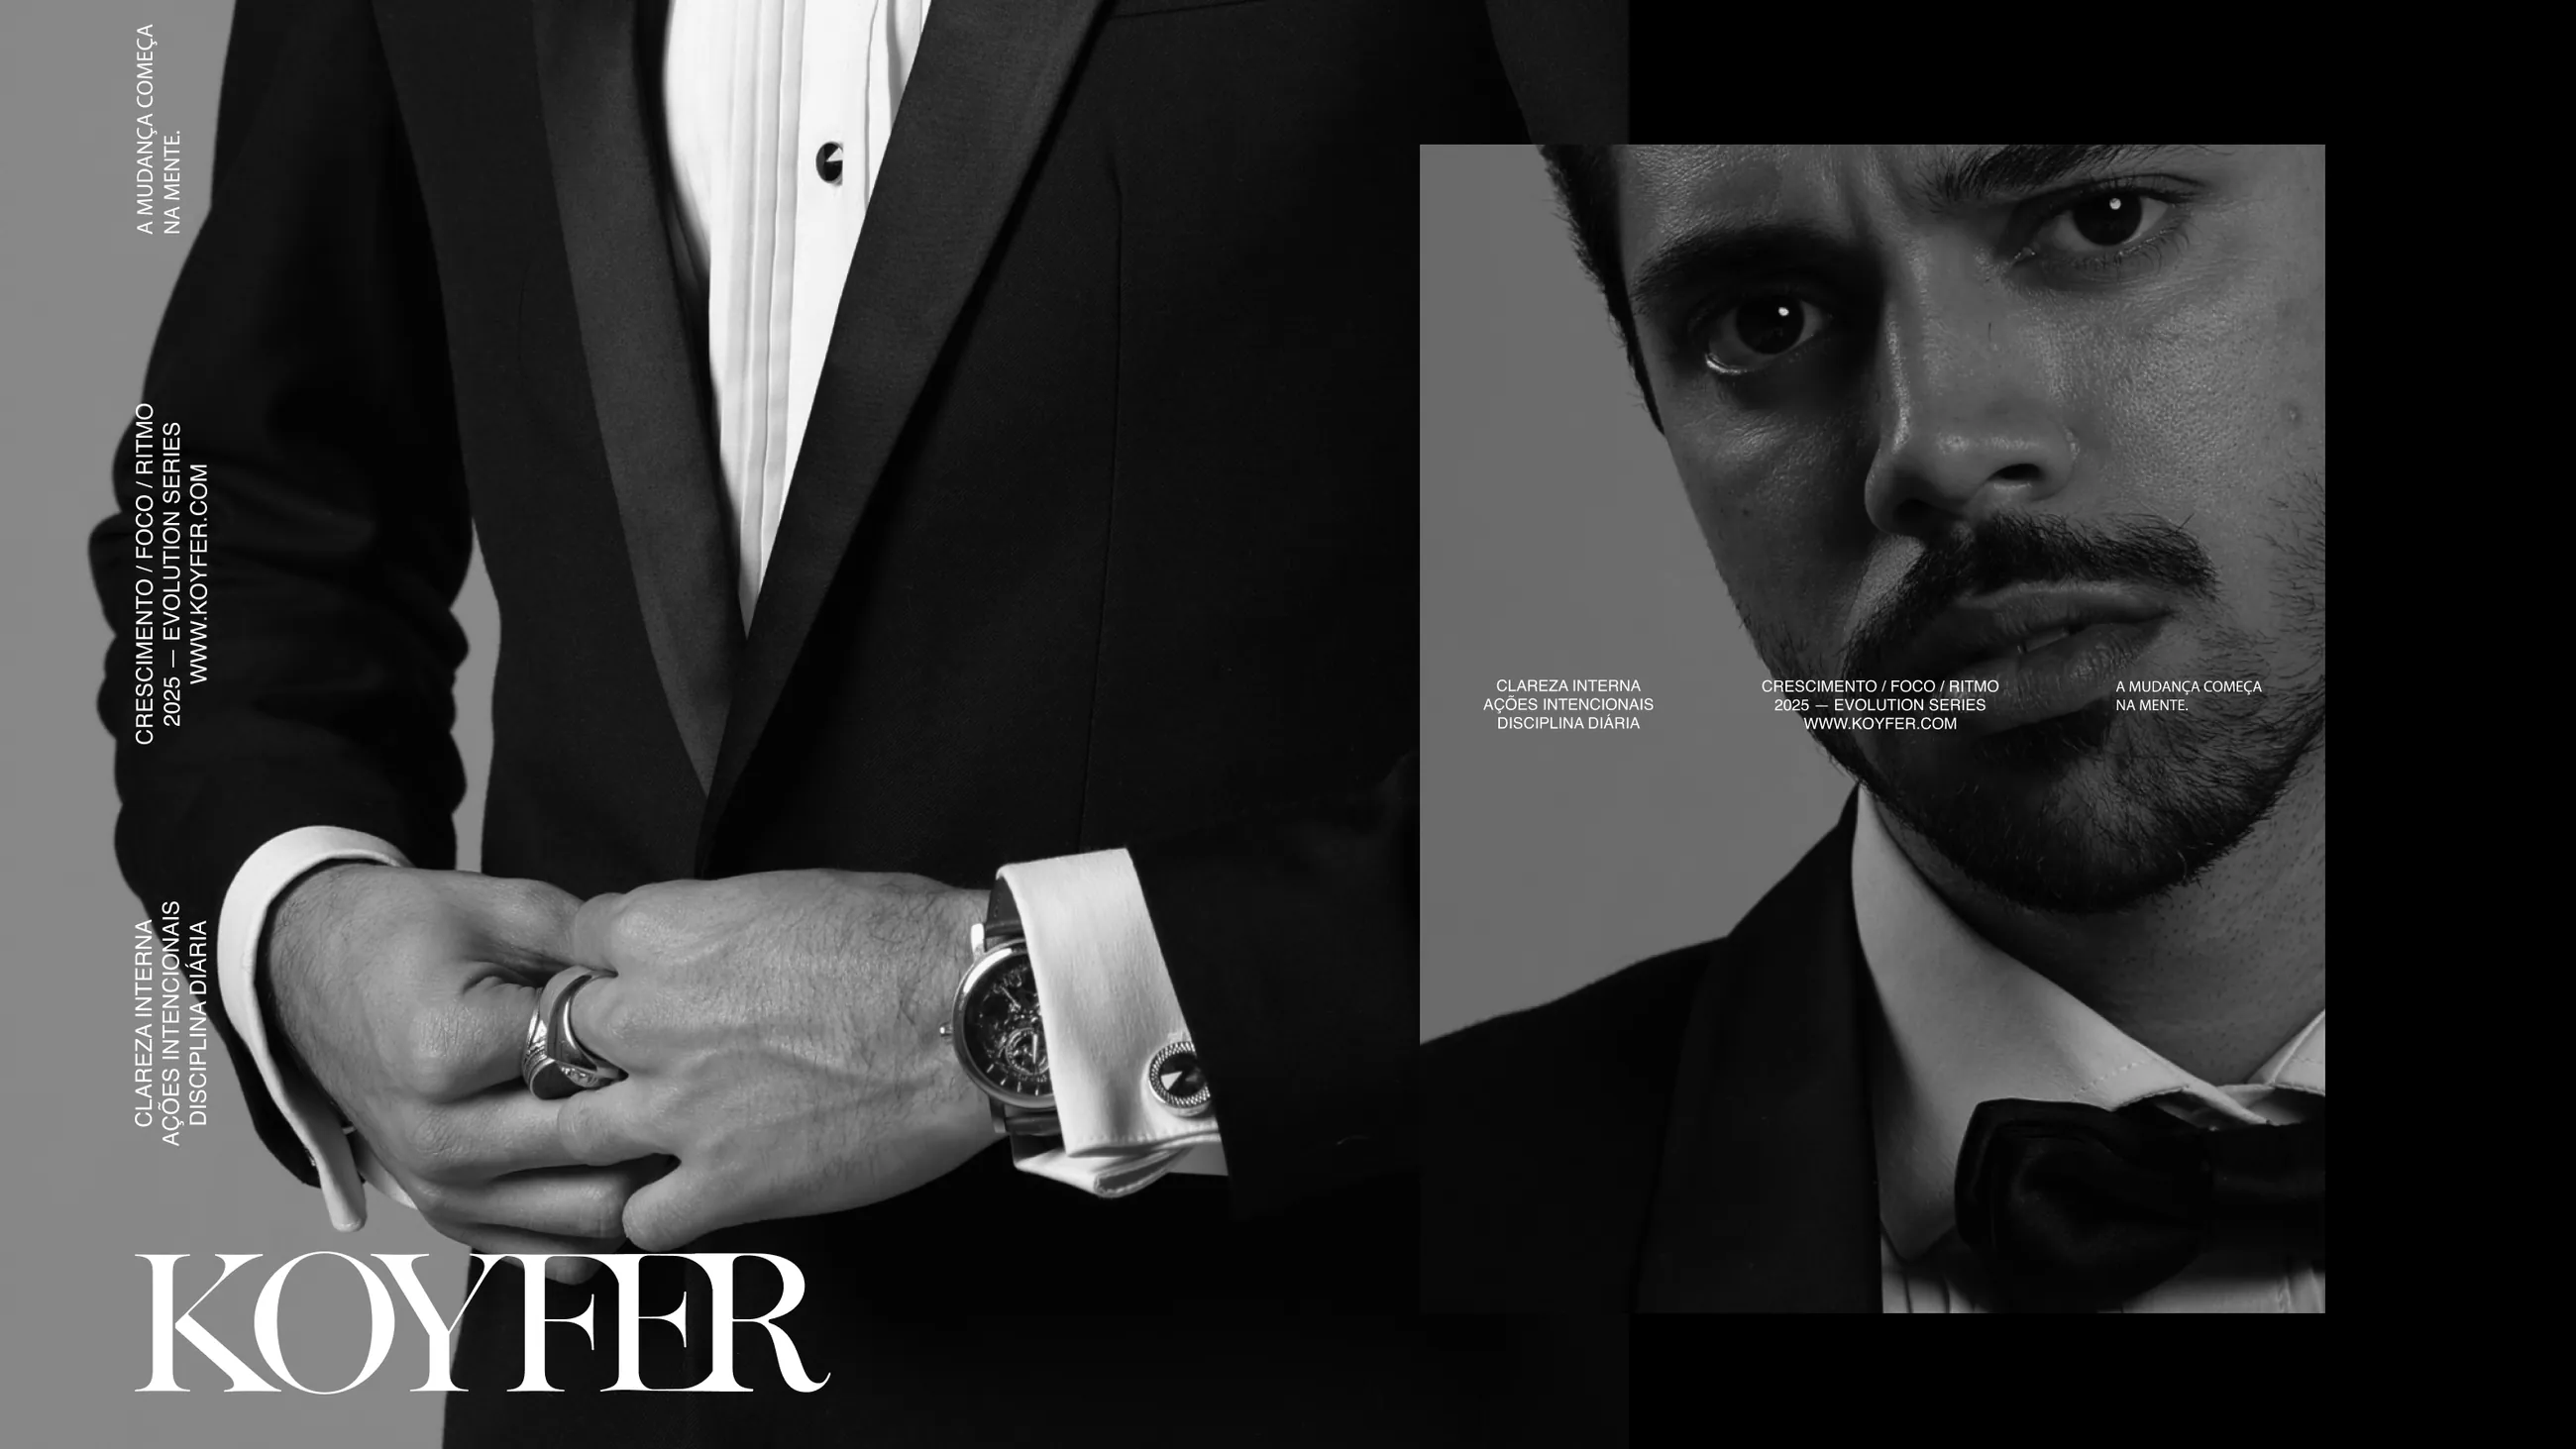 A MUDANÇA COMEÇA
NA MENTE.
CRESCIMENTO / FOCO / RITMO
2025 — EVOLUTION SERIES
WWW.KOYFER.COM
CLAREZA INTERNA
AÇÕES INTENCIONAIS
DISCIPLINA DIÁRIA
KOYFER
CLAREZA INTERNA
AÇÕES INTENCIONAIS
DISCIPLINA DIÁRIA
CRESCIMENTO / FOCO / RITMO
2025 — EVOLUTION SERIES
WWW.KOYFER.COM
A MUDANÇA COMEÇA
NA MENTE.